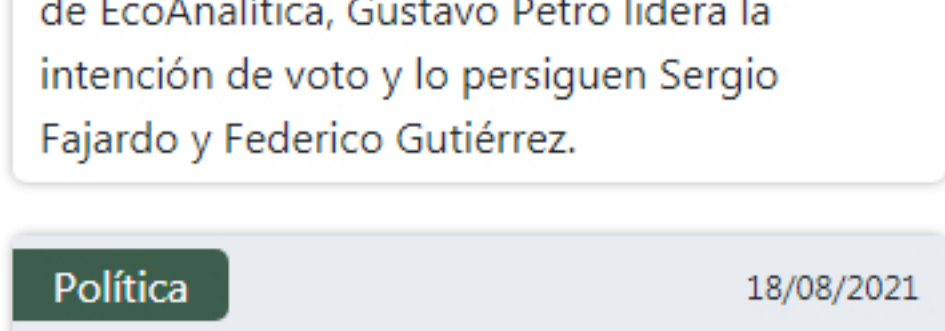 de EcoAnalítica, Gustavo Petro lidera la
intención de voto y lo persiguen Sergio
Fajardo y Federico Gutiérrez.
Política
18/08/2021